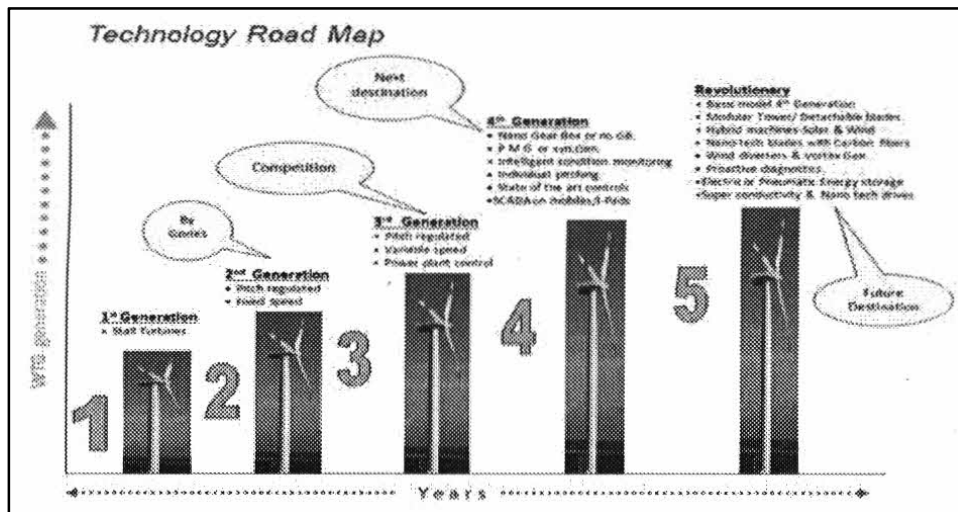 Technology Road Map
Next
destination
Competition
By
Gones
1st Generation
Stall Turbines
2nd Generation
Pitch regulated
Fixed speed
3rd Generation
Pitch regulated
Variable speed
Power plant control
4th Generation
Nano Gear Box or no GB.
P M G or syn.Gen.
Intelligent condition monitoring
Individual pitching
State of the art controls
SCADA on mobiles,I-Pads
Revolutionary
Basic model 4th Generation
Modular Tower/ Detachable blades
Hybrid machines Solar & Wind
Nano tech blades with Carbon fibers
Wind diverters & Vortex Gen
Proactive diagnostics
Electric or Pneumatic Energy storage
Super conductivity & Nano tech drives
Future
Destination
1
2
3
4
5
generation
Years